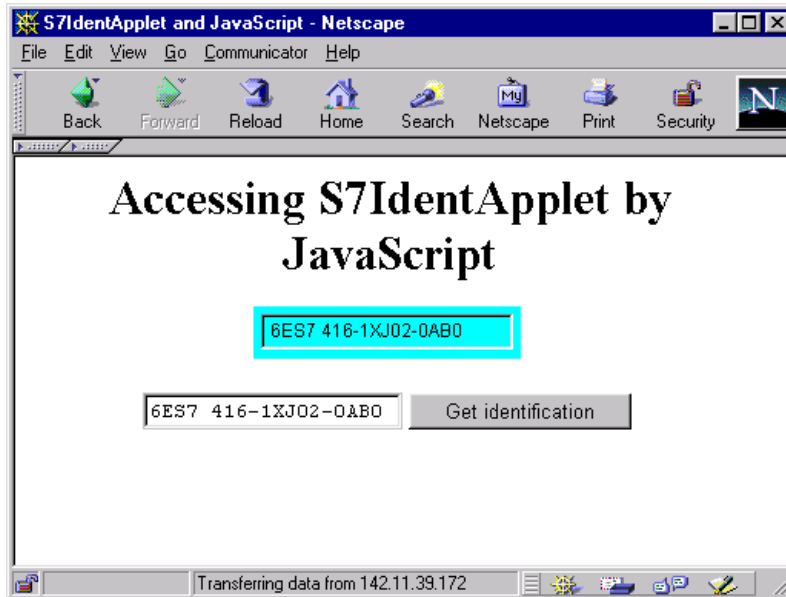 S7IdentApplet and JavaScript - Netscape
File Edit View Go Communicator Help
Back Forward Reload Home Search Netscape Print Security
My
N
Accessing S7IdentApplet by
JavaScript
6ES7 416-1XJ02-0AB0
6ES7 416-1XJ02-0AB0 Get identification
Transferring data from 142.11.39.172